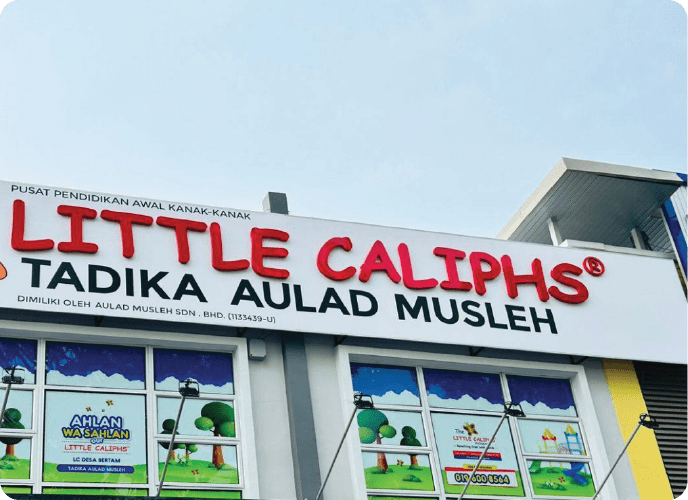 PUSAT PENDIDIKAN AWAL KANAK-KANAK
LITTLE CALIPHS®
TADIKA AULAD MUSLEH
DIMILIKI OLEH AULAD MUSLEH SDN. BHD. (1133439-U)
AHLAN
WA SAHLAN
LITTLE CALIPHS
LC DESA BERTAM
TADIKA AULAD MUSLEH
The
LITTLE CALIPHS